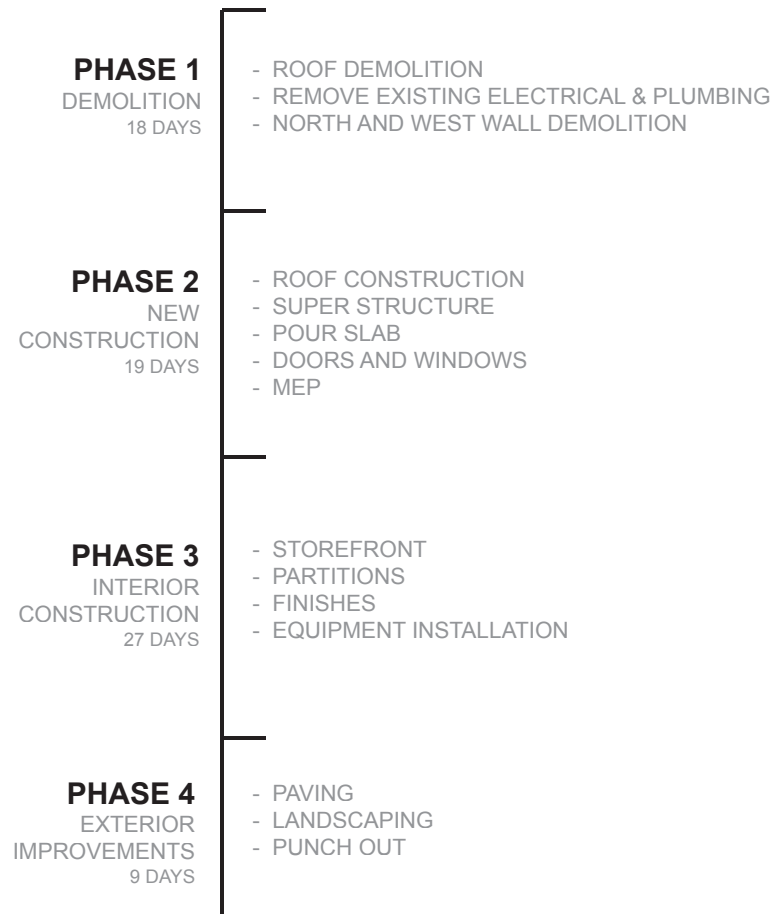 PHASE 1
DEMOLITION
18 DAYS
- ROOF DEMOLITION
- REMOVE EXISTING ELECTRICAL & PLUMBING
- NORTH AND WEST WALL DEMOLITION
PHASE 2
NEW
CONSTRUCTION
19 DAYS
- ROOF CONSTRUCTION
- SUPER STRUCTURE
- POUR SLAB
- DOORS AND WINDOWS
- MEP
PHASE 3
INTERIOR
CONSTRUCTION
27 DAYS
- STOREFRONT
- PARTITIONS
- FINISHES
- EQUIPMENT INSTALLATION
PHASE 4
EXTERIOR
IMPROVEMENTS
9 DAYS
- PAVING
- LANDSCAPING
- PUNCH OUT